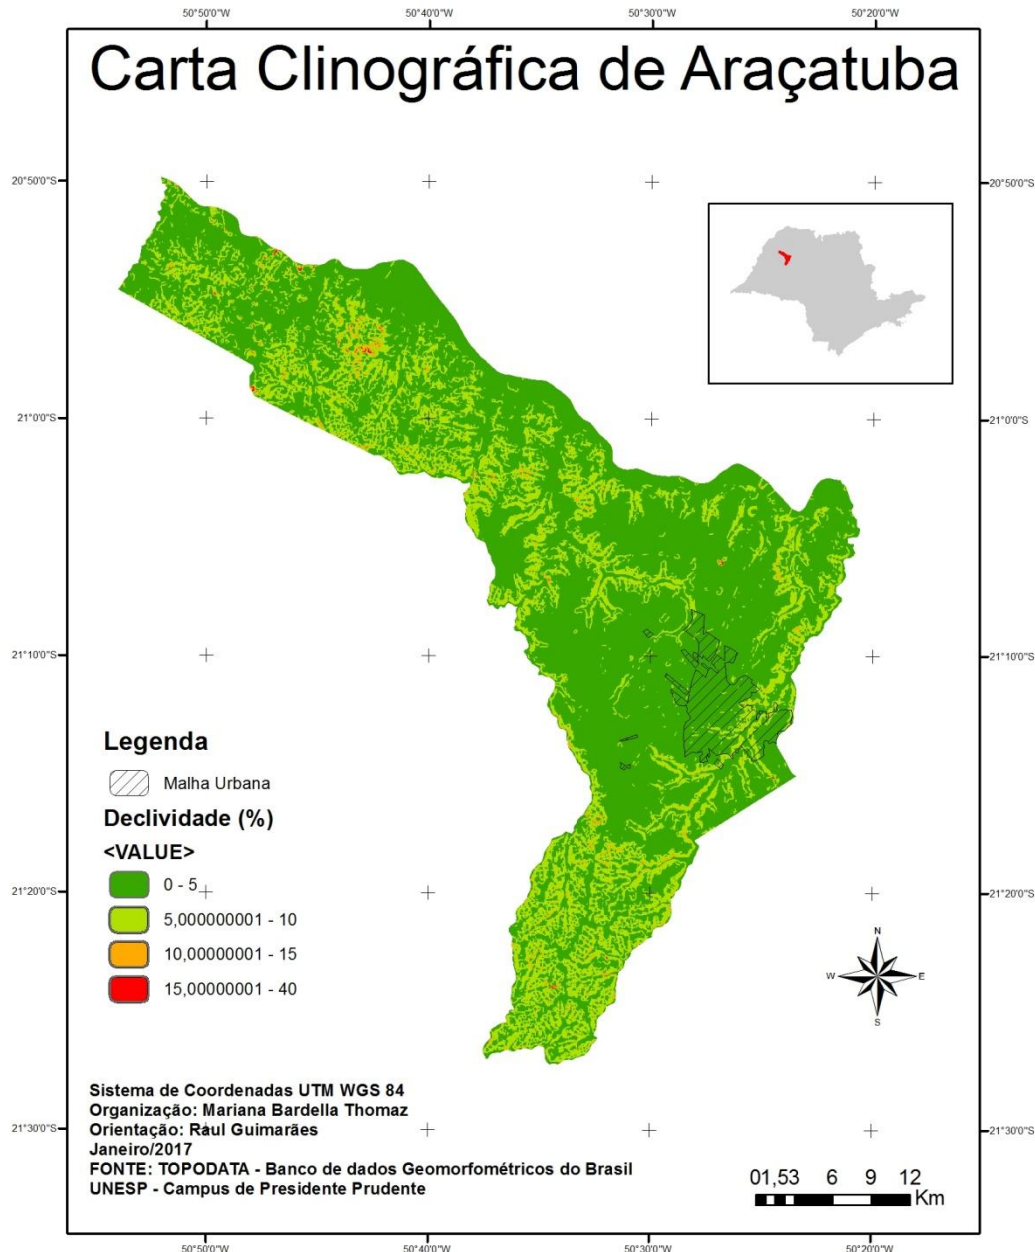 50°50'0"W 50°40'0"W 50°30'0"W 50°20'0"W
Carta Clinográfica de Araçatuba
20°50'0"S 20°50'0"S
21°0'0"S 21°0'0"S
21°10'0"S 21°10'0"S
Legenda
Malha Urbana
Declividade (%)
<VALUE>
0 - 5
5,000000001 - 10
10,00000001 - 15
15,00000001 - 40
21°20'0"S 21°20'0"S
N
W E
S
Sistema de Coordenadas UTM WGS 84
Organização: Mariana Bardella Thomaz
Orientação: Raul Guimarães
Janeiro/2017
FONTE: TOPODATA - Banco de dados Geomorfométricos do Brasil
UNESP - Campus de Presidente Prudente
21°30'0"S 21°30'0"S
01,53 6 9 12
Km
50°50'0"W 50°40'0"W 50°30'0"W 50°20'0"W